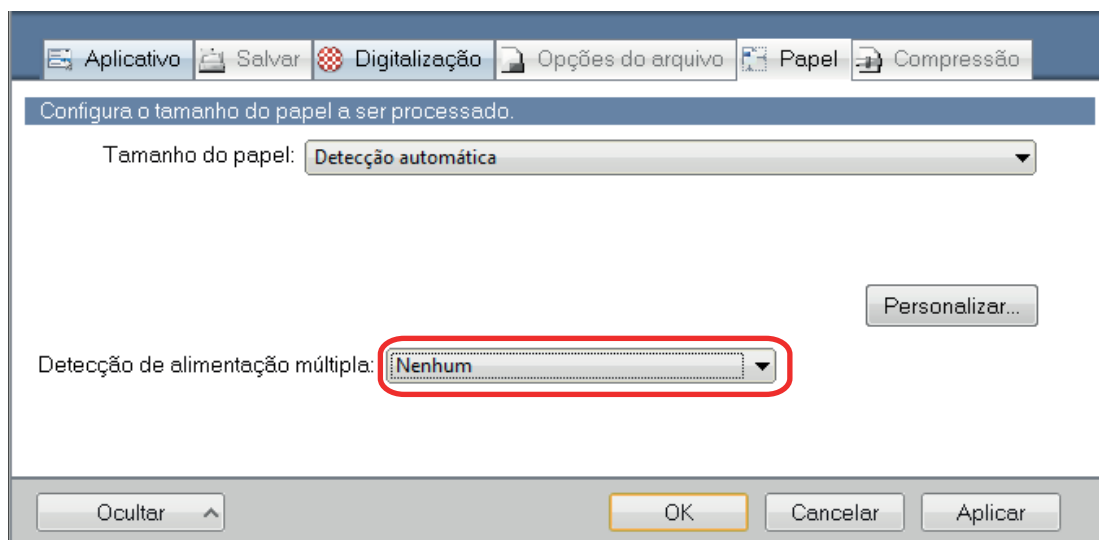 Aplicativo Salvar Digitalização Opções do arquivo Papel Compressão
Configura o tamanho do papel a ser processado.
Tamanho do papel: Detecção automática
Personalizar...
Detecção de alimentação múltipla: Nenhum
Ocultar OK Cancelar Aplicar